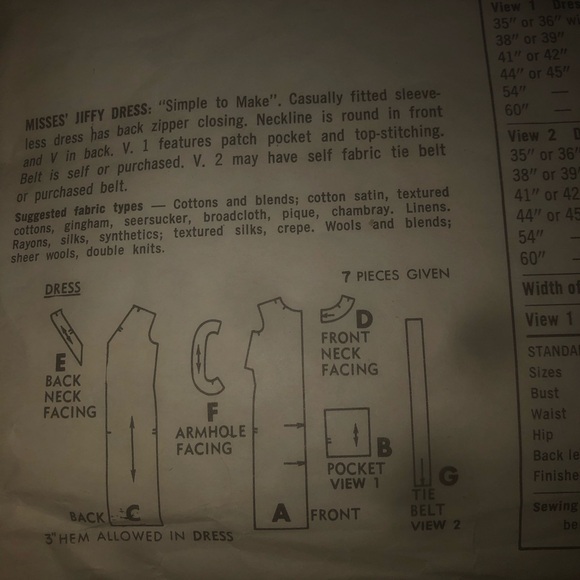 MISSES' JIFFY DRESS: "Simple to Make". Casually fitted sleeve-
less dress has back zipper closing. Neckline is round in front
and V in back. V. 1 features patch pocket and top-stitching.
Belt is self or purchased. V. 2 may have self fabric tie belt
or purchased belt.
Suggested fabric types — Cottons and blends; cotton satin, textured
cottons, gingham, seersucker, broadcloth, pique, chambray. Linens.
Rayons, silks, synthetics; textured silks, crepe. Wools and blends;
sheer wools, double knits.
7 PIECES GIVEN
DRESS
E
BACK
NECK
FACING
BACK C
F
ARMHOLE
FACING
A FRONT
D
FRONT
NECK
FACING
B
POCKET
VIEW 1
G
TIE
BELT
VIEW 2
3" HEM ALLOWED IN DRESS
View 1 Dres
35" or 36" w
38" or 39"
41" or 42"
44" or 45"
54" —
60" —
View 2 D
35" or 36"
38" or 39
41" or 42
44" or 45
54" —
60" —
Width of
View 1
STANDA
Sizes
Bust
Waist
Hip
Back le
Finishe
Sewing
be